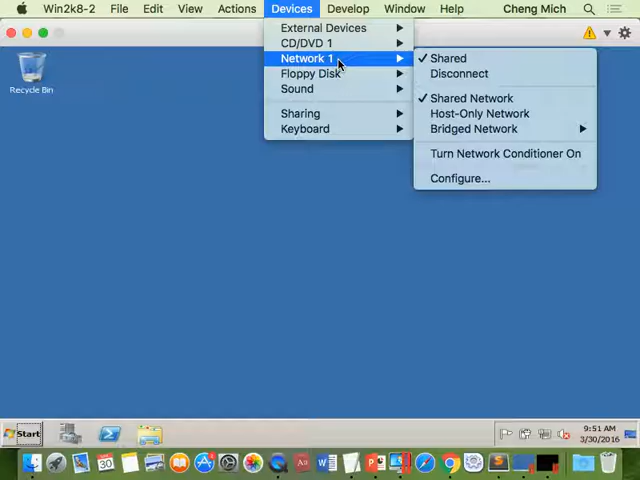 Win2k8-2 File Edit View Actions Devices Develop Window Help Cheng Mich
External Devices
CD/DVD 1
Network 1
Floppy Disk
Sound
Sharing
Keyboard
✓ Shared
Disconnect
✓ Shared Network
Host-Only Network
Bridged Network
Turn Network Conditioner On
Configure...
Recycle Bin
Start
9:51 AM
3/30/2016
30
W